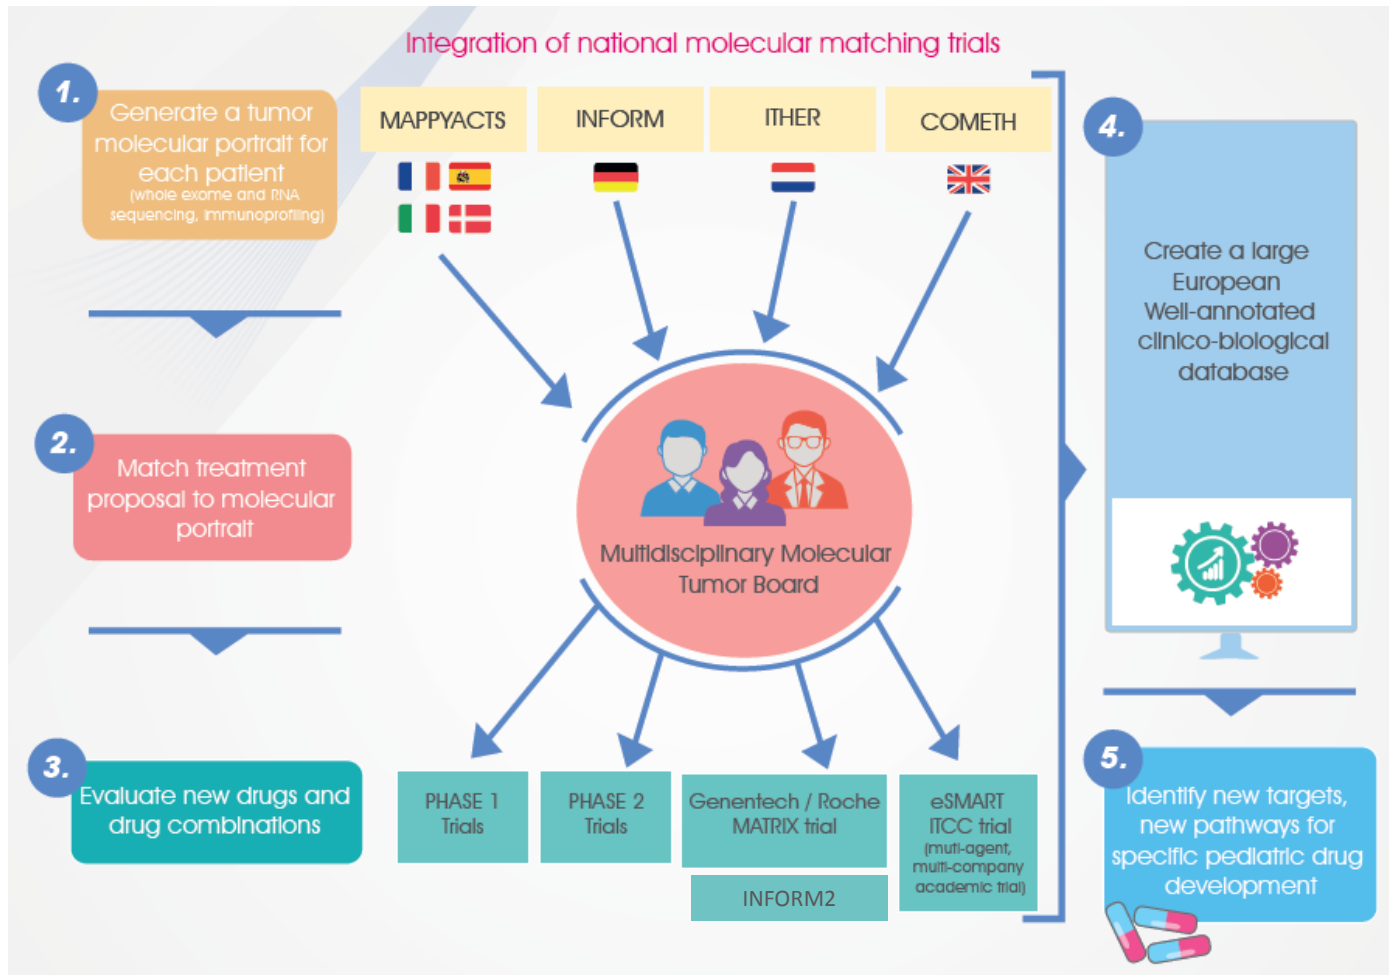 Integration of national molecular matching trials
1.
Generate a tumor
molecular portrait for
each patient
(whole exome and RNA
sequencing, immunoprofiling)
MAPPYACTS
INFORM
ITHER
COMETH
2.
Match treatment
proposal to molecular
portrait
Multidisciplinary Molecular
Tumor Board
3.
Evaluate new drugs and
drug combinations
PHASE 1
Trials
PHASE 2
Trials
Genentech / Roche
MATRIX trial
INFORM2
eSMART
ITCC trial
(muti-agent,
multi-company
academic trial)
4.
Create a large
European
Well-annotated
clinico-biological
database
5.
Identify new targets,
new pathways for
specific pediatric drug
development